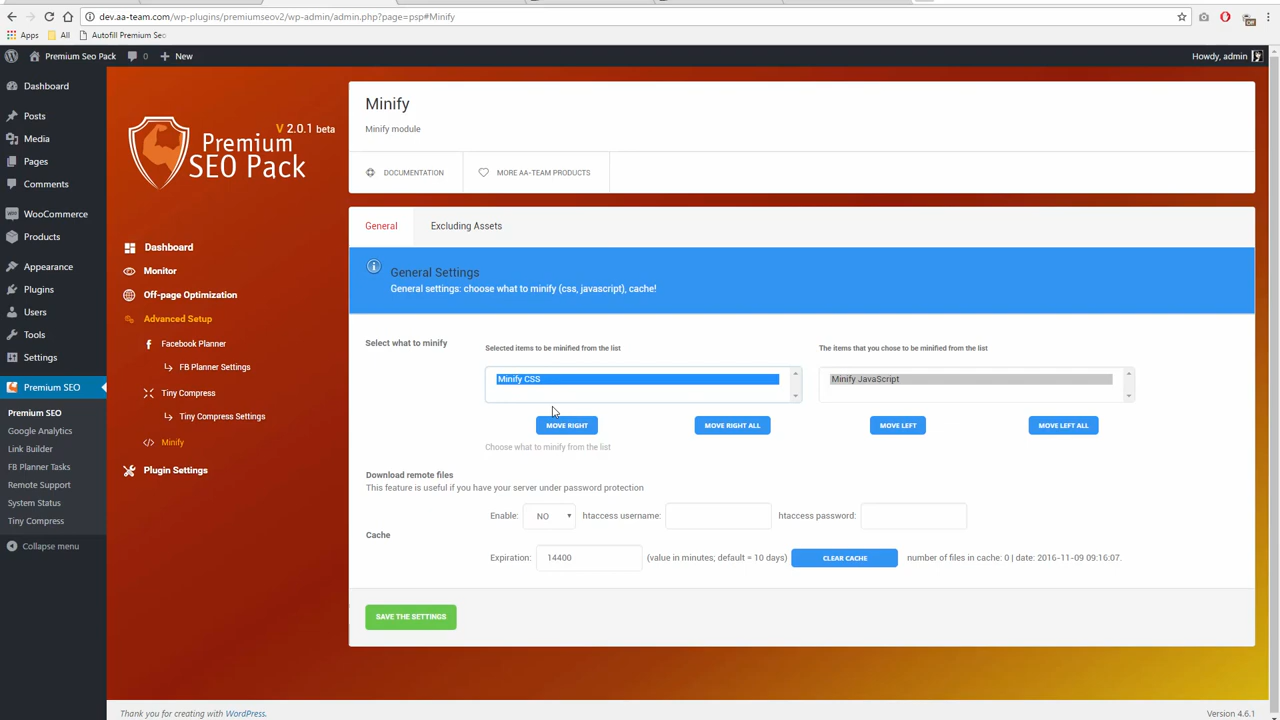 dev.aa-team.com/wp-plugins/premiumseov2/wp-admin/admin.php?page=psp#Minify
Apps All Autofill Premium Seo
Premium Seo Pack 0 New Howdy, admin
Dashboard
Posts
Media
Pages
Comments
WooCommerce
Products
Appearance
Plugins
Users
Tools
Settings
Premium SEO
Premium SEO
Google Analytics
Link Builder
FB Planner Tasks
Remote Support
System Status
Tiny Compress
Collapse menu
V 2.0.1 beta
Premium
SEO Pack
Dashboard
Monitor
Off-page Optimization
Advanced Setup
Facebook Planner
FB Planner Settings
Tiny Compress
Tiny Compress Settings
Minify
Plugin Settings
Minify
Minify module
DOCUMENTATION MORE AA-TEAM PRODUCTS
General Excluding Assets
General Settings
General settings: choose what to minify (css, javascript), cache!
Select what to minify
Selected items to be minified from the list The items that you chose to be minified from the list
Minify CSS Minify JavaScript
MOVE RIGHT MOVE RIGHT ALL MOVE LEFT MOVE LEFT ALL
Choose what to minify from the list
Download remote files
This feature is useful if you have your server under password protection
Enable: NO htaccess username: htaccess password:
Cache
Expiration: 14400 (value in minutes; default = 10 days) CLEAR CACHE number of files in cache: 0 | date: 2016-11-09 09:16:07.
SAVE THE SETTINGS
Thank you for creating with WordPress. Version 4.6.1